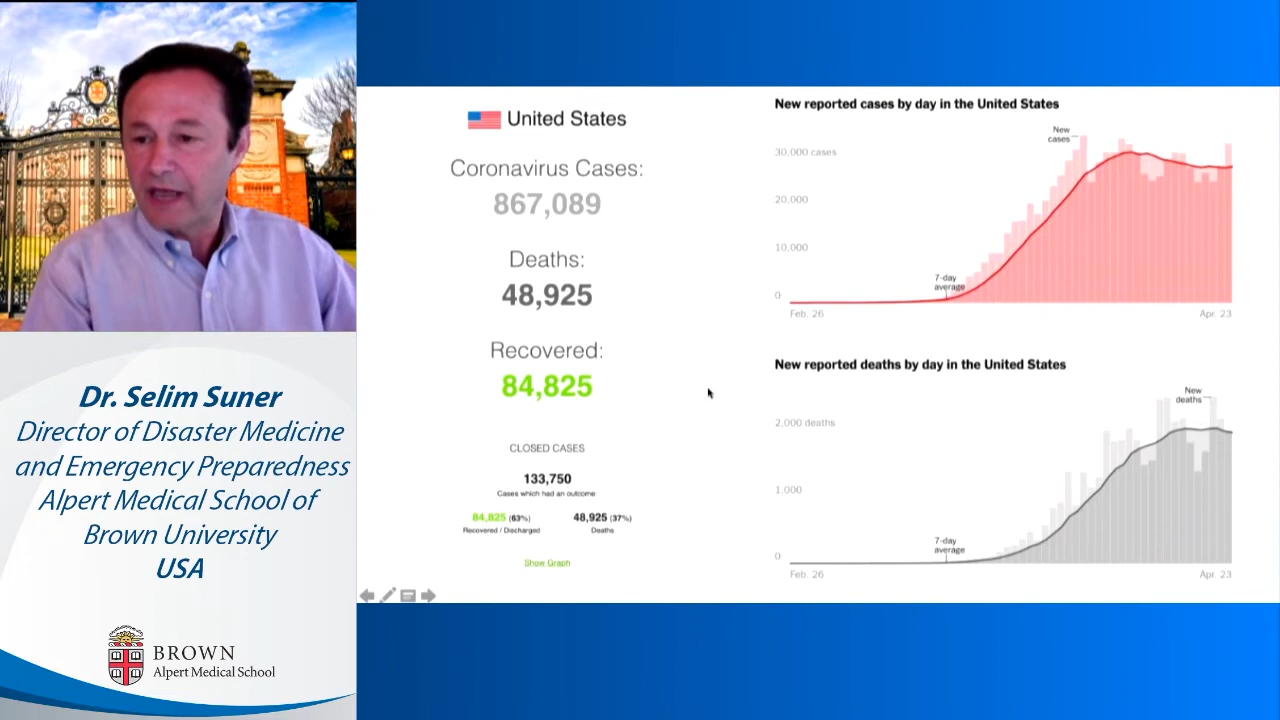 Dr. Selim Suner
Director of Disaster Medicine
and Emergency Preparedness
Alpert Medical School of
Brown University
USA
BROWN
Alpert Medical School
United States
Coronavirus Cases:
867,089
Deaths:
48,925
Recovered:
84,825
CLOSED CASES
133,750
Cases which had an outcome
84,825 (63%)
Recovered / Discharged
48,925 (37%)
Deaths
Show Graph
New reported cases by day in the United States
New
cases
30,000 cases
20,000
10,000
7-day
average
0
Feb. 26
Apr. 23
New reported deaths by day in the United States
New
deaths
2,000 deaths
1,000
7-day
average
0
Feb. 26
Apr. 23